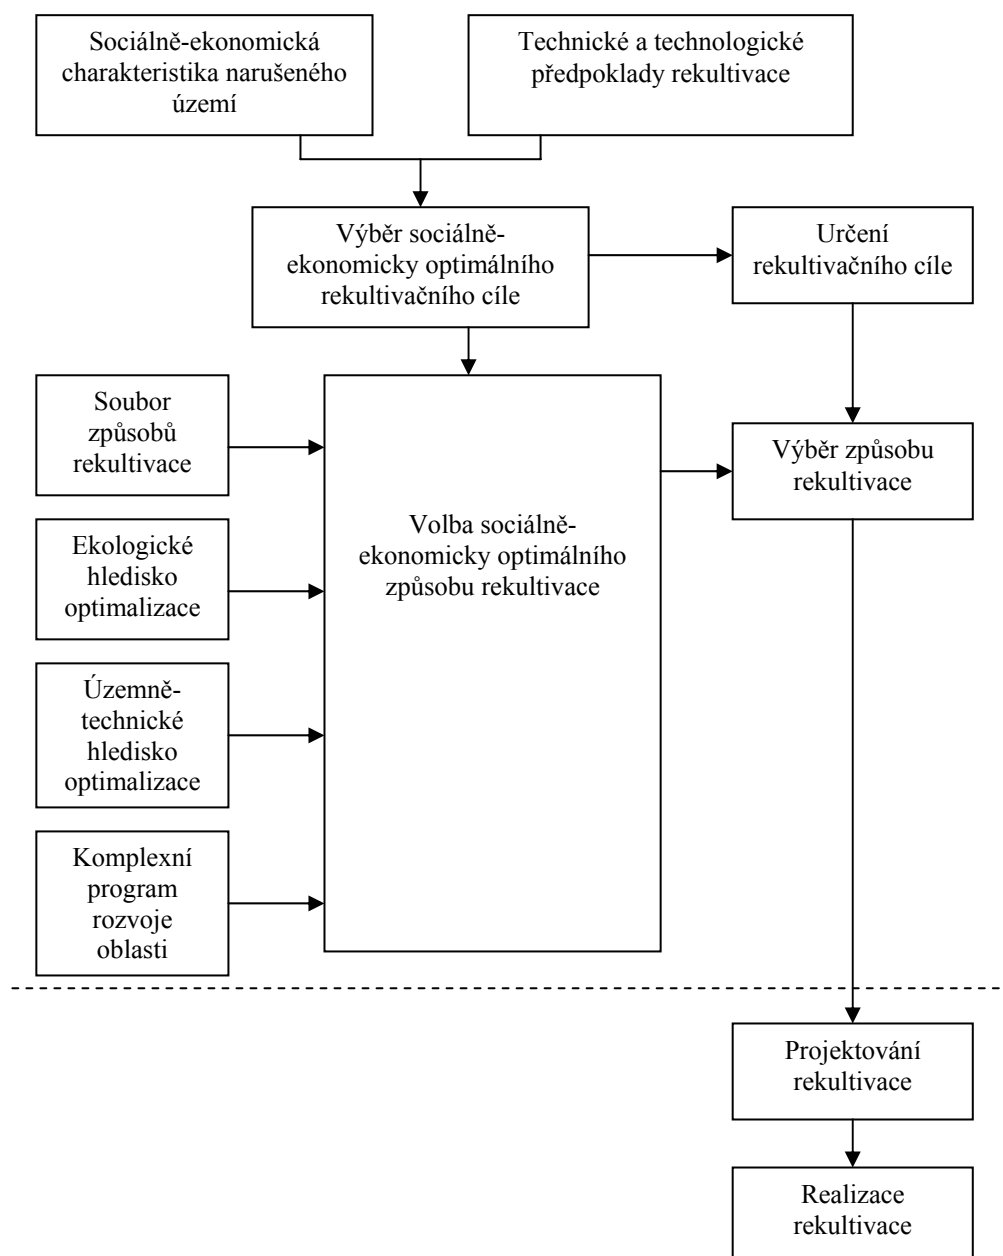 Sociálně-ekonomická
charakteristika narušeného
území
Technické a technologické
předpoklady rekultivace
Výběr sociálně-
ekonomicky optimálního
rekultivačního cíle
Určení
rekultivačního cíle
Soubor
způsobů
rekultivace
Ekologické
hledisko
optimalizace
Územně-
technické
hledisko
optimalizace
Komplexní
program
rozvoje
oblasti
Volba sociálně-
ekonomicky optimálního
způsobu rekultivace
Výběr způsobu
rekultivace
Projektování
rekultivace
Realizace
rekultivace